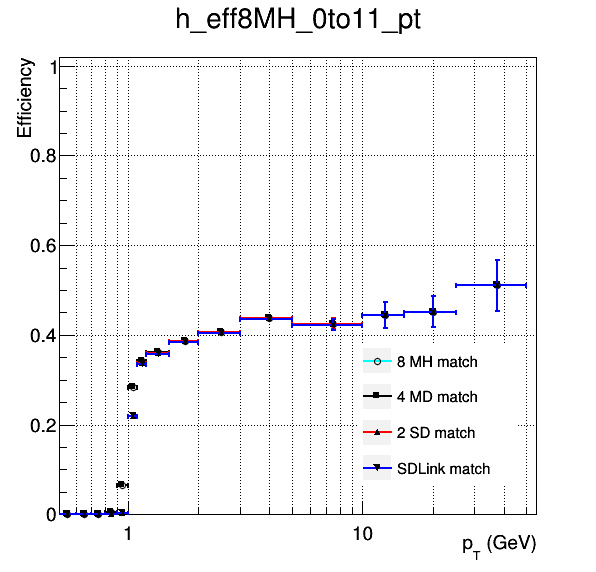 h_eff8MH_0to11_pt
Efficiency
1
0.8
0.6
0.4
0.2
0
8 MH match
4 MD match
2 SD match
SDLink match
1
10
p_T (GeV)